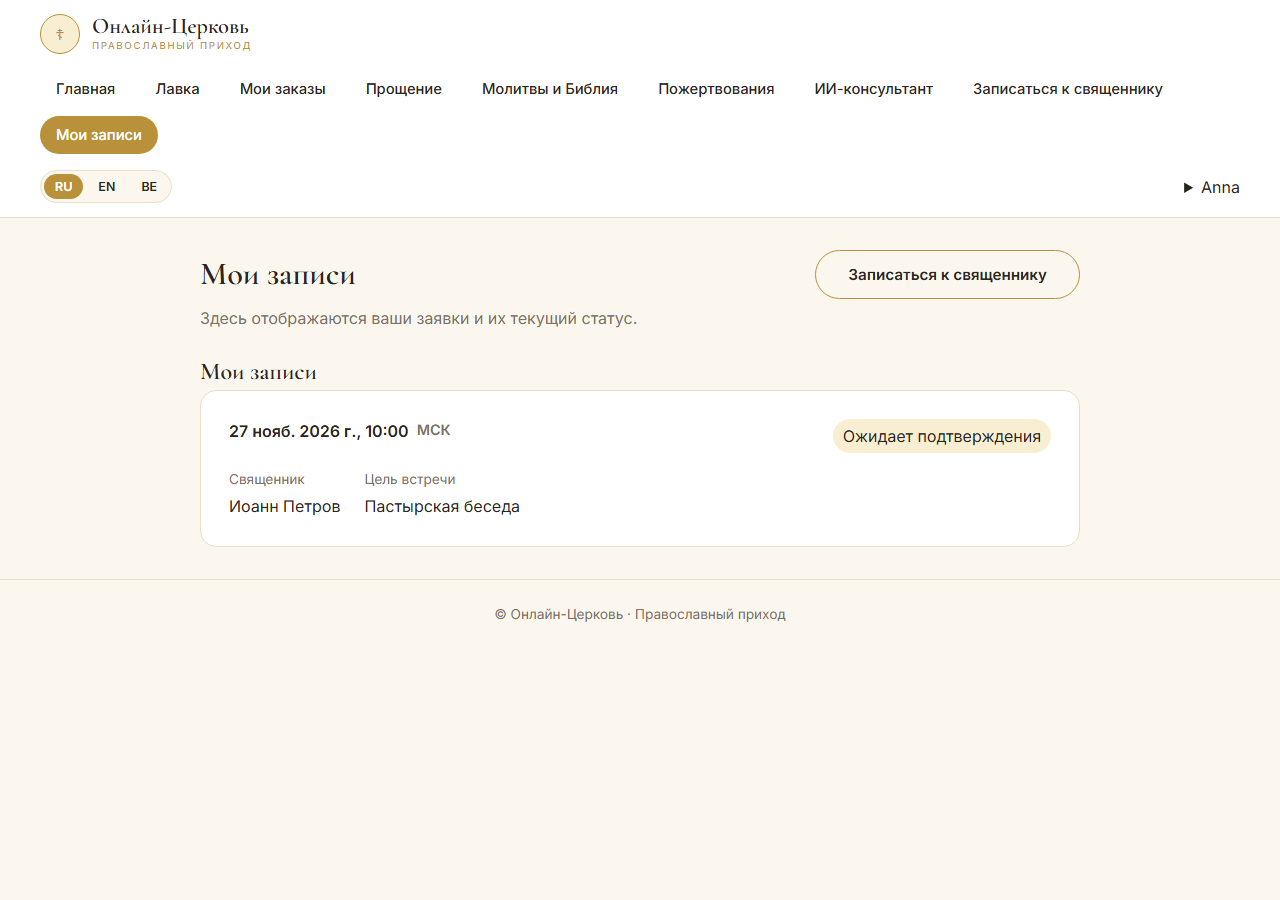 Онлайн-Церковь
ПРАВОСЛАВНЫЙ ПРИХОД
Главная Лавка Мои заказы Прощение Молитвы и Библия Пожертвования ИИ-консультант Записаться к священнику
Мои записи
RU EN BE Anna
Мои записи Записаться к священнику
Здесь отображаются ваши заявки и их текущий статус.
Мои записи
27 нояб. 2026 г., 10:00 МСК Ожидает подтверждения
Священник Цель встречи
Иоанн Петров Пастырская беседа
© Онлайн-Церковь · Православный приход